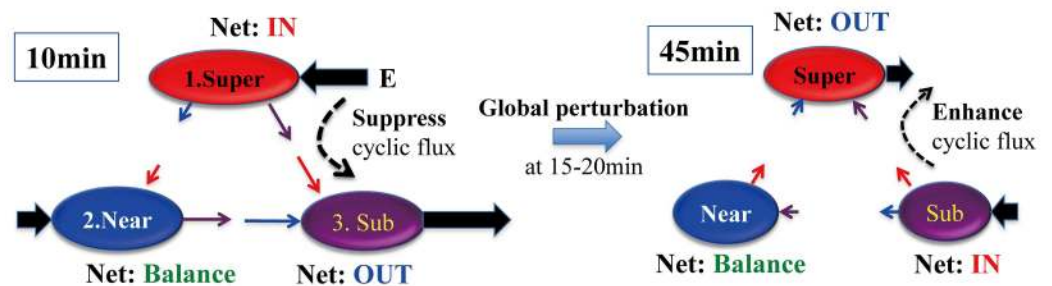 Net: IN
10min
1.Super
E
Suppress
cyclic flux
2.Near
3. Sub
Net: Balance
Net: OUT
Global perturbation
at 15-20min
Net: OUT
45min
Super
Enhance
cyclic flux
Near
Sub
Net: Balance
Net: IN